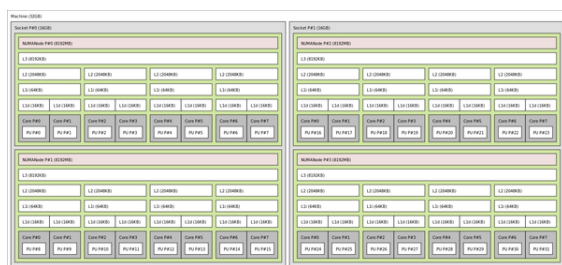 Machine (32GB)
Socket P#0 (16GB)
NUMANode P#0 (8192MB)
L3 (8192KB)
L2 (2048KB) L2 (2048KB) L2 (2048KB) L2 (2048KB)
L1i (64KB) L1i (64KB) L1i (64KB) L1i (64KB)
L1d (16KB) L1d (16KB) L1d (16KB) L1d (16KB) L1d (16KB) L1d (16KB) L1d (16KB) L1d (16KB)
Core P#0 Core P#1 Core P#2 Core P#3 Core P#4 Core P#5 Core P#6 Core P#7
PU P#0 PU P#1 PU P#2 PU P#3 PU P#4 PU P#5 PU P#6 PU P#7
NUMANode P#1 (8192MB)
L3 (8192KB)
L2 (2048KB) L2 (2048KB) L2 (2048KB) L2 (2048KB)
L1i (64KB) L1i (64KB) L1i (64KB) L1i (64KB)
L1d (16KB) L1d (16KB) L1d (16KB) L1d (16KB) L1d (16KB) L1d (16KB) L1d (16KB) L1d (16KB)
Core P#0 Core P#1 Core P#2 Core P#3 Core P#4 Core P#5 Core P#6 Core P#7
PU P#8 PU P#9 PU P#10 PU P#11 PU P#12 PU P#13 PU P#14 PU P#15
Socket P#1 (16GB)
NUMANode P#2 (8192MB)
L3 (8192KB)
L2 (2048KB) L2 (2048KB) L2 (2048KB) L2 (2048KB)
L1i (64KB) L1i (64KB) L1i (64KB) L1i (64KB)
L1d (16KB) L1d (16KB) L1d (16KB) L1d (16KB) L1d (16KB) L1d (16KB) L1d (16KB) L1d (16KB)
Core P#0 Core P#1 Core P#2 Core P#3 Core P#4 Core P#5 Core P#6 Core P#7
PU P#16 PU P#17 PU P#18 PU P#19 PU P#20 PU P#21 PU P#22 PU P#23
NUMANode P#3 (8192MB)
L3 (8192KB)
L2 (2048KB) L2 (2048KB) L2 (2048KB) L2 (2048KB)
L1i (64KB) L1i (64KB) L1i (64KB) L1i (64KB)
L1d (16KB) L1d (16KB) L1d (16KB) L1d (16KB) L1d (16KB) L1d (16KB) L1d (16KB) L1d (16KB)
Core P#0 Core P#1 Core P#2 Core P#3 Core P#4 Core P#5 Core P#6 Core P#7
PU P#24 PU P#25 PU P#26 PU P#27 PU P#28 PU P#29 PU P#30 PU P#31